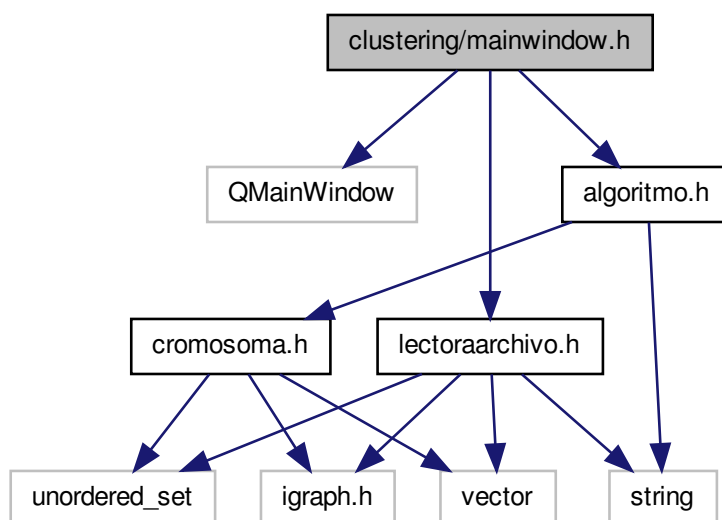 clustering/mainwindow.h
QMainWindow
algoritmo.h
cromosoma.h
lectoraarchivo.h
unordered_set
igraph.h
vector
string